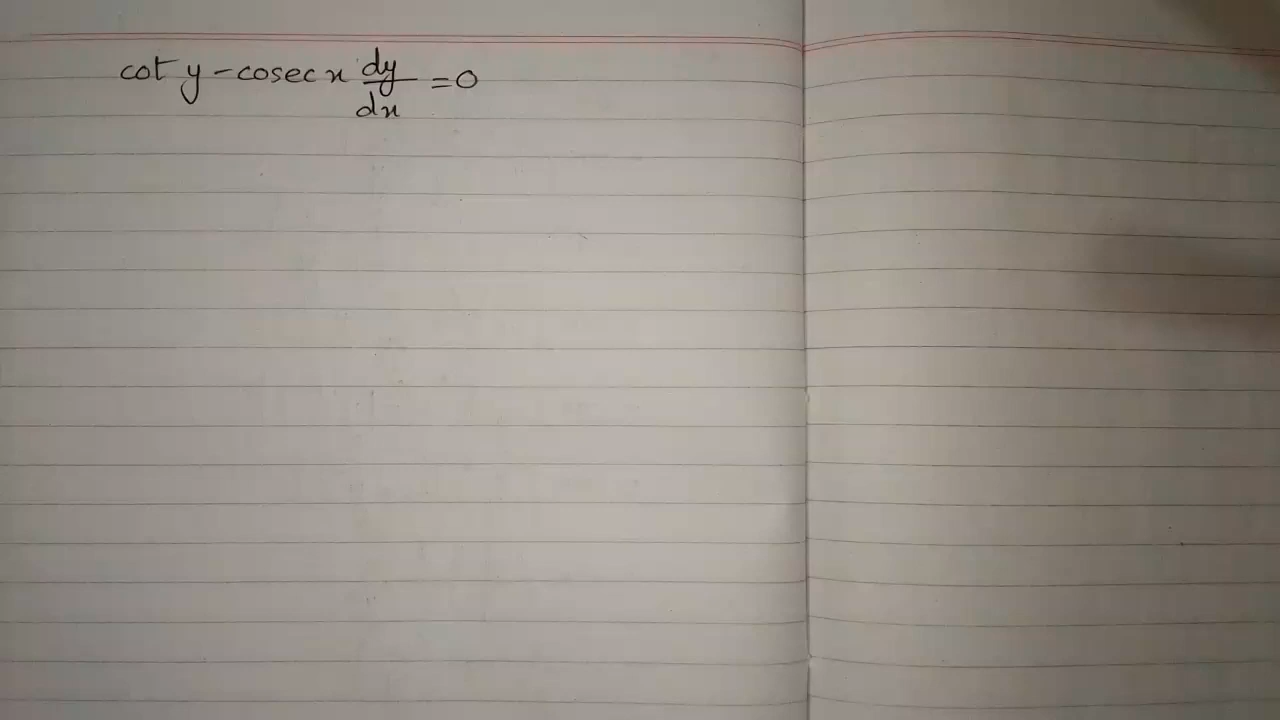 cot y - cosec x dy/dx = 0